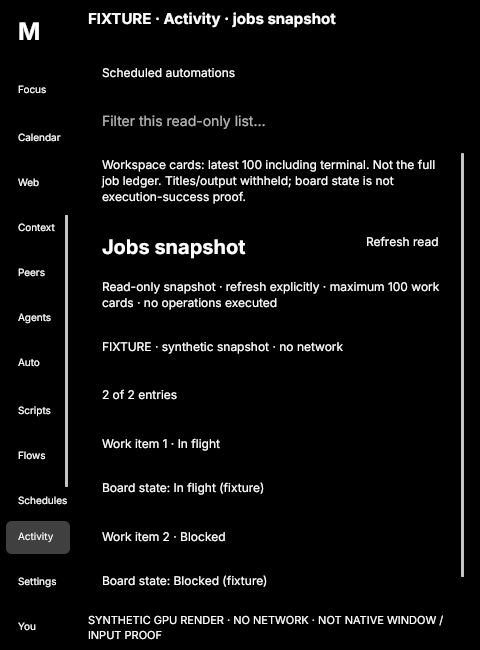 M
FIXTURE · Activity · jobs snapshot
Focus
Calendar
Web
Context
Peers
Agents
Auto
Scripts
Flows
Schedules
Activity
Settings
You
Scheduled automations
Filter this read-only list...
Workspace cards: latest 100 including terminal. Not the full
job ledger. Titles/output withheld; board state is not
execution-success proof.
Jobs snapshot
Refresh read
Read-only snapshot · refresh explicitly · maximum 100 work
cards · no operations executed
FIXTURE · synthetic snapshot · no network
2 of 2 entries
Work item 1 · In flight
Board state: In flight (fixture)
Work item 2 · Blocked
Board state: Blocked (fixture)
SYNTHETIC GPU RENDER · NO NETWORK · NOT NATIVE WINDOW /
INPUT PROOF